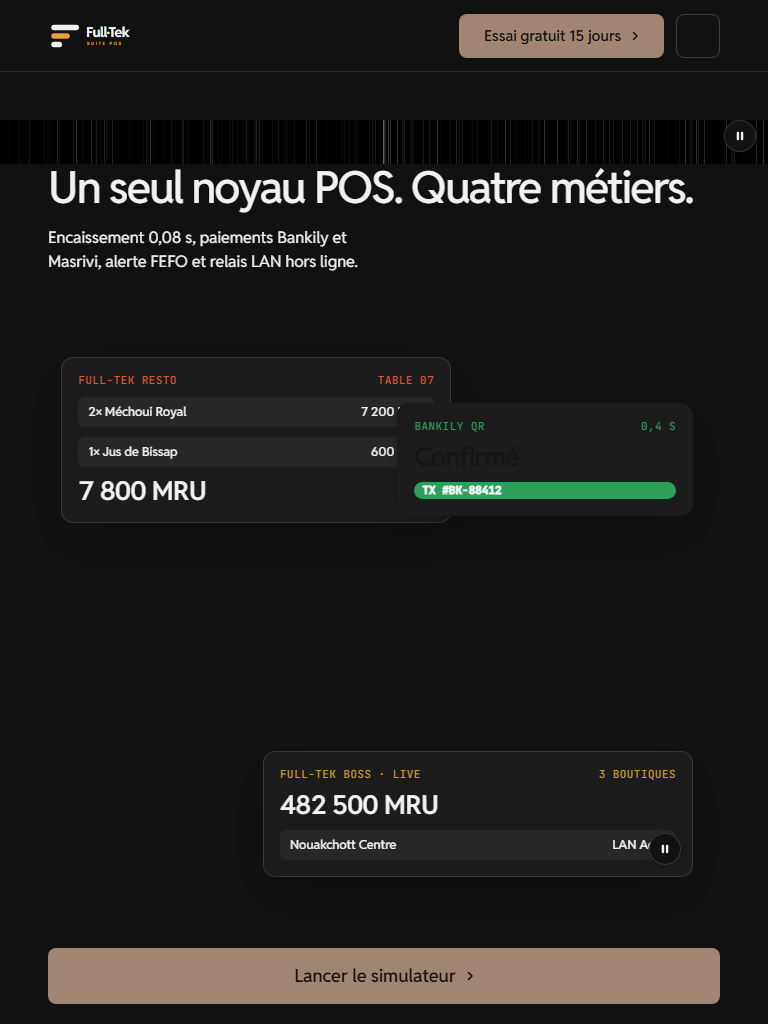 Full-Tek
SUITE POS
Essai gratuit 15 jours
Un seul noyau POS. Quatre métiers.
Encaissement 0,08 s, paiements Bankily et
Masrivi, alerte FEFO et relais LAN hors ligne.
FULL-TEK RESTO TABLE 07
2× Méchoui Royal 7 200
1× Jus de Bissap 600
7 800 MRU
BANKILY QR 0,4 S
Confirmé
TX #BK-88412
FULL-TEK BOSS · LIVE 3 BOUTIQUES
482 500 MRU
Nouakchott Centre LAN
Lancer le simulateur